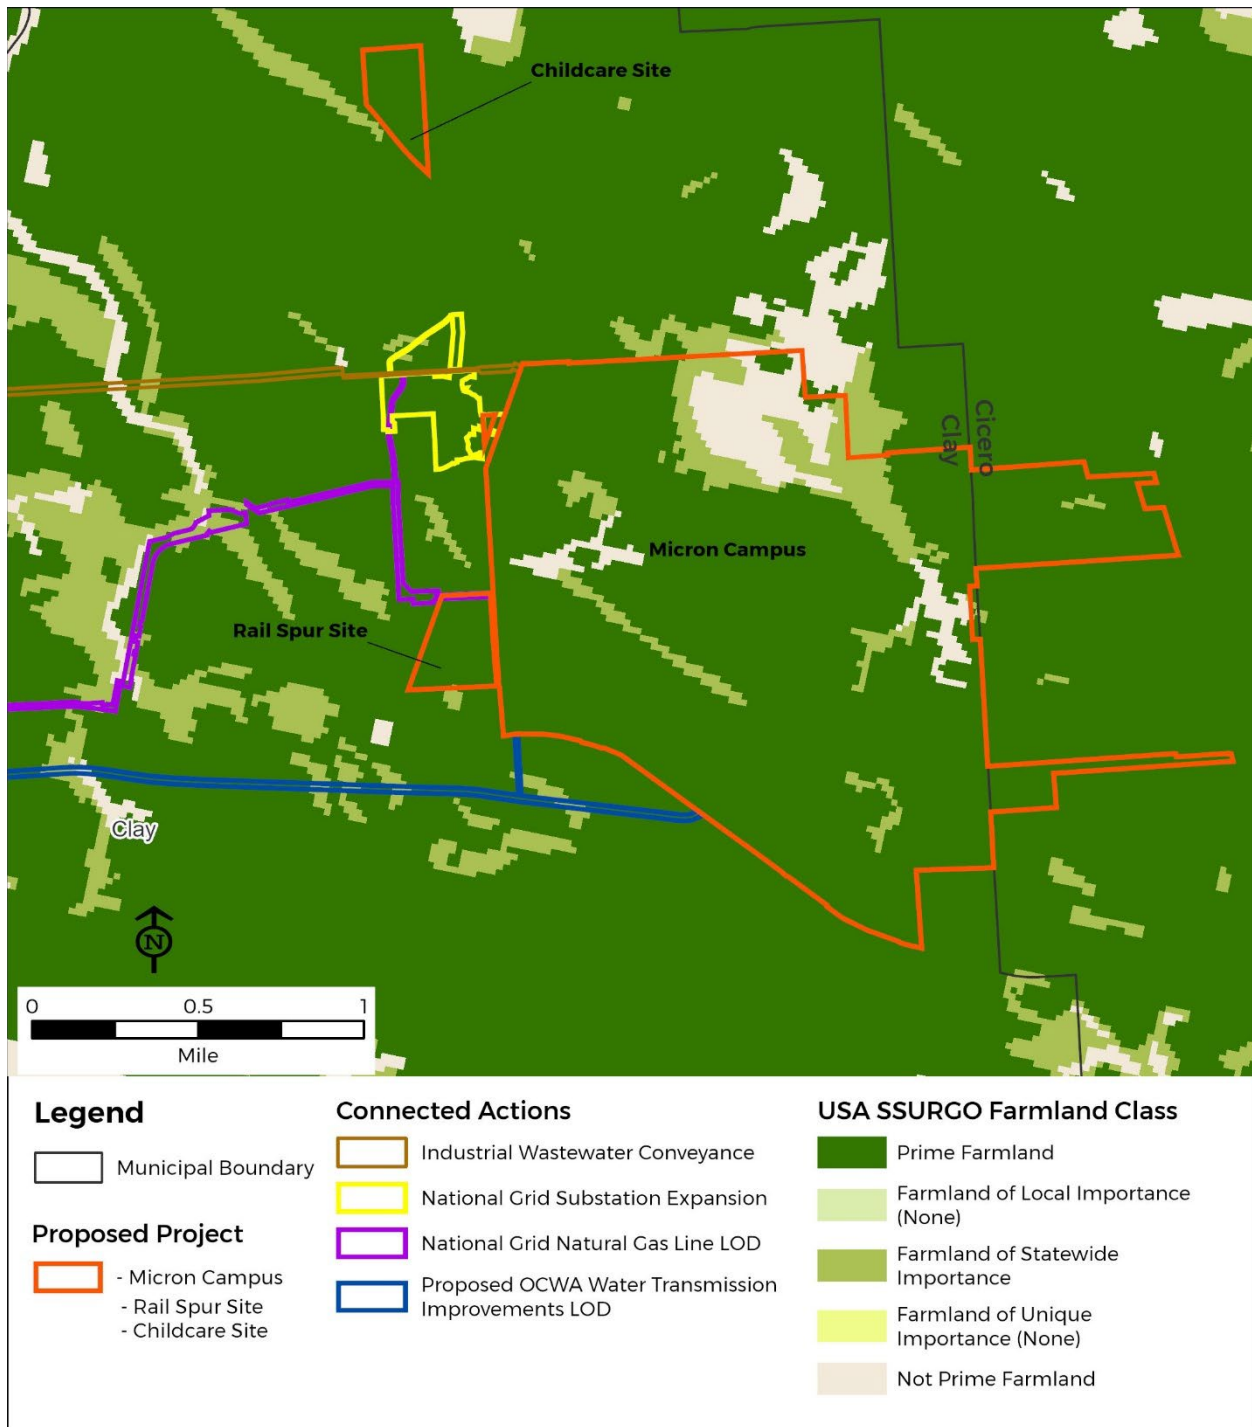 Childcare Site
Cicero
Clay
Micron Campus
Rail Spur Site
Clay
N
0 0.5 1
Mile
Legend
Municipal Boundary
Proposed Project
- Micron Campus
- Rail Spur Site
- Childcare Site
Connected Actions
Industrial Wastewater Conveyance
National Grid Substation Expansion
National Grid Natural Gas Line LOD
Proposed OCWA Water Transmission
Improvements LOD
USA SSURGO Farmland Class
Prime Farmland
Farmland of Local Importance
(None)
Farmland of Statewide
Importance
Farmland of Unique
Importance (None)
Not Prime Farmland